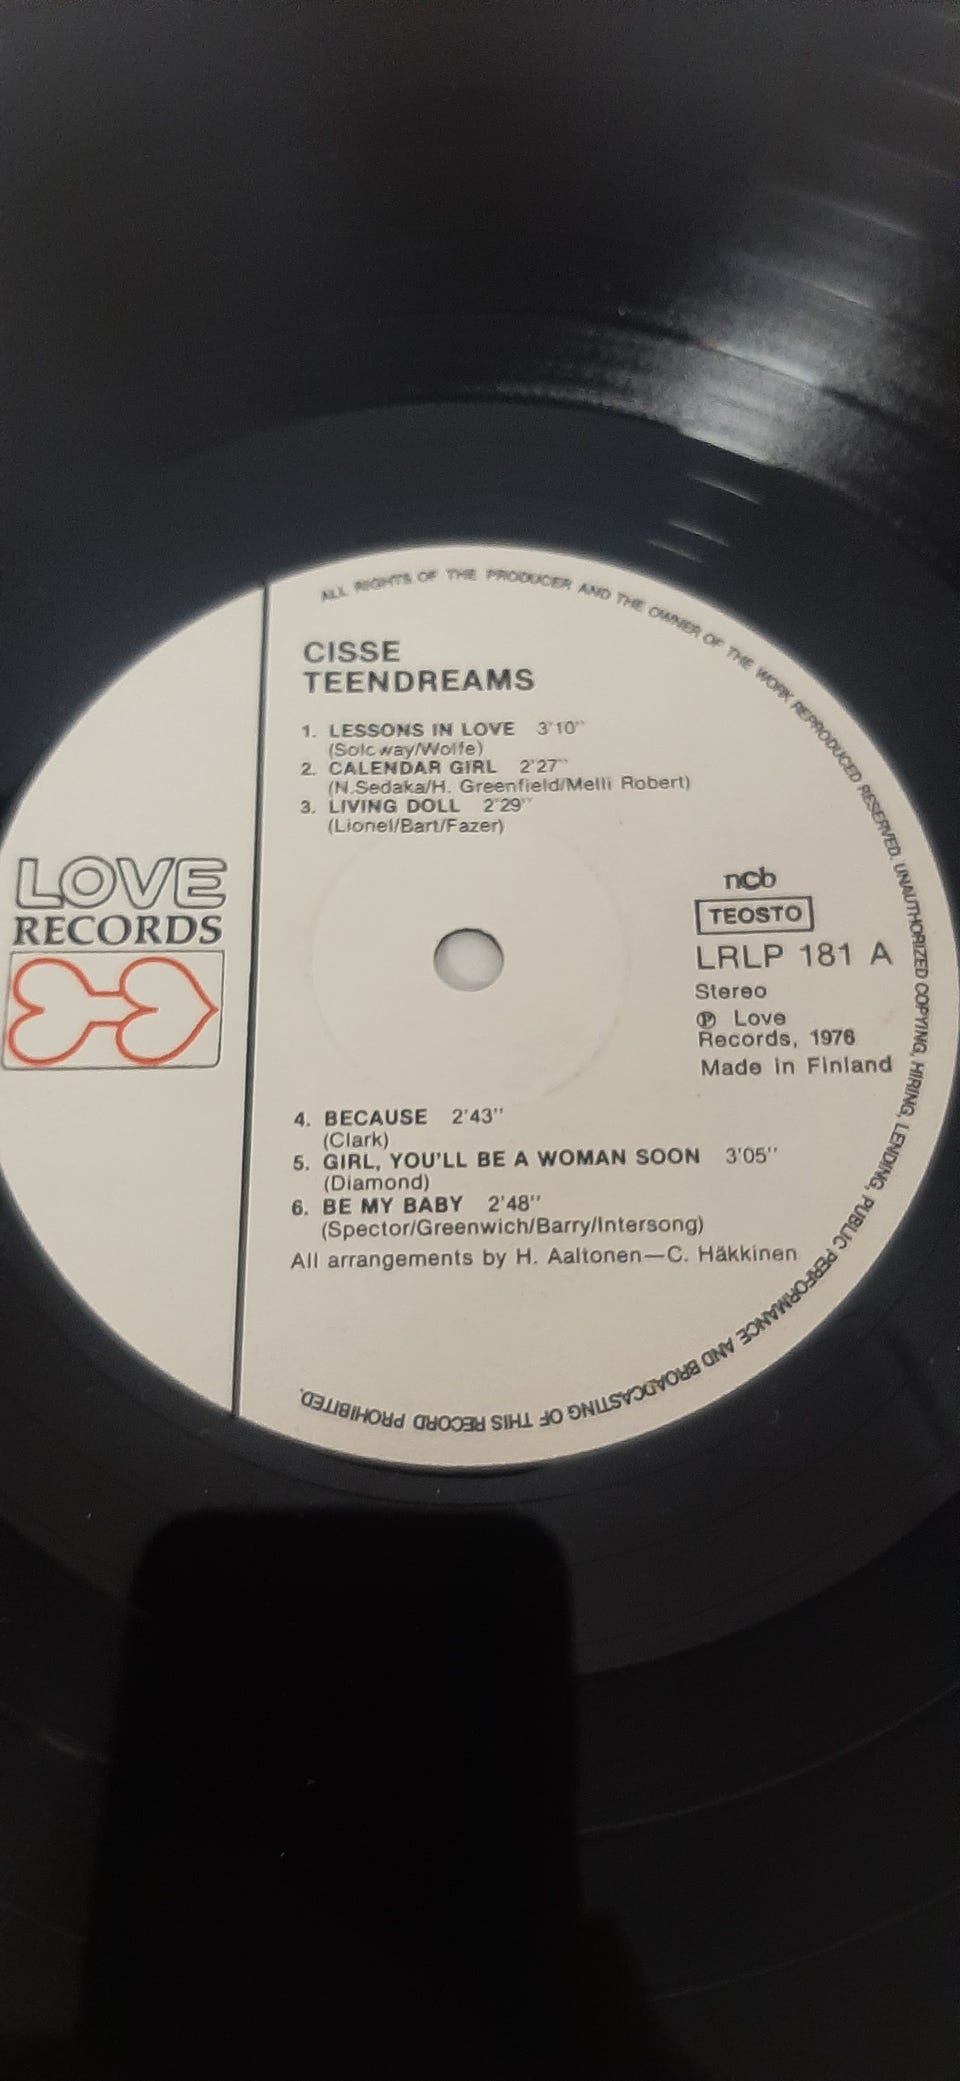 ALL RIGHTS OF THE PRODUCER AND THE OWNER OF THE WORK REPRODUCED RESERVED. UNAUTHORIZED COPYING, HIRING, LENDING, PUBLIC PERFORMANCE AND BROADCASTING OF THIS RECORD PROHIBITED.
CISSE
TEENDREAMS
1. LESSONS IN LOVE 3'10''
(Soloway/Wolfe)
2. CALENDAR GIRL 2'27''
(N.Sedaka/H. Greenfield/Melli Robert)
3. LIVING DOLL 2'29''
(Lionel/Bart/Fazer)
LOVE
RECORDS
ncb
TEOSTO
LRLP 181 A
Stereo
℗ Love
Records, 1976
Made in Finland
4. BECAUSE 2'43''
(Clark)
5. GIRL, YOU'LL BE A WOMAN SOON 3'05''
(Diamond)
6. BE MY BABY 2'48''
(Spector/Greenwich/Barry/Intersong)
All arrangements by H. Aaltonen—C. Häkkinen